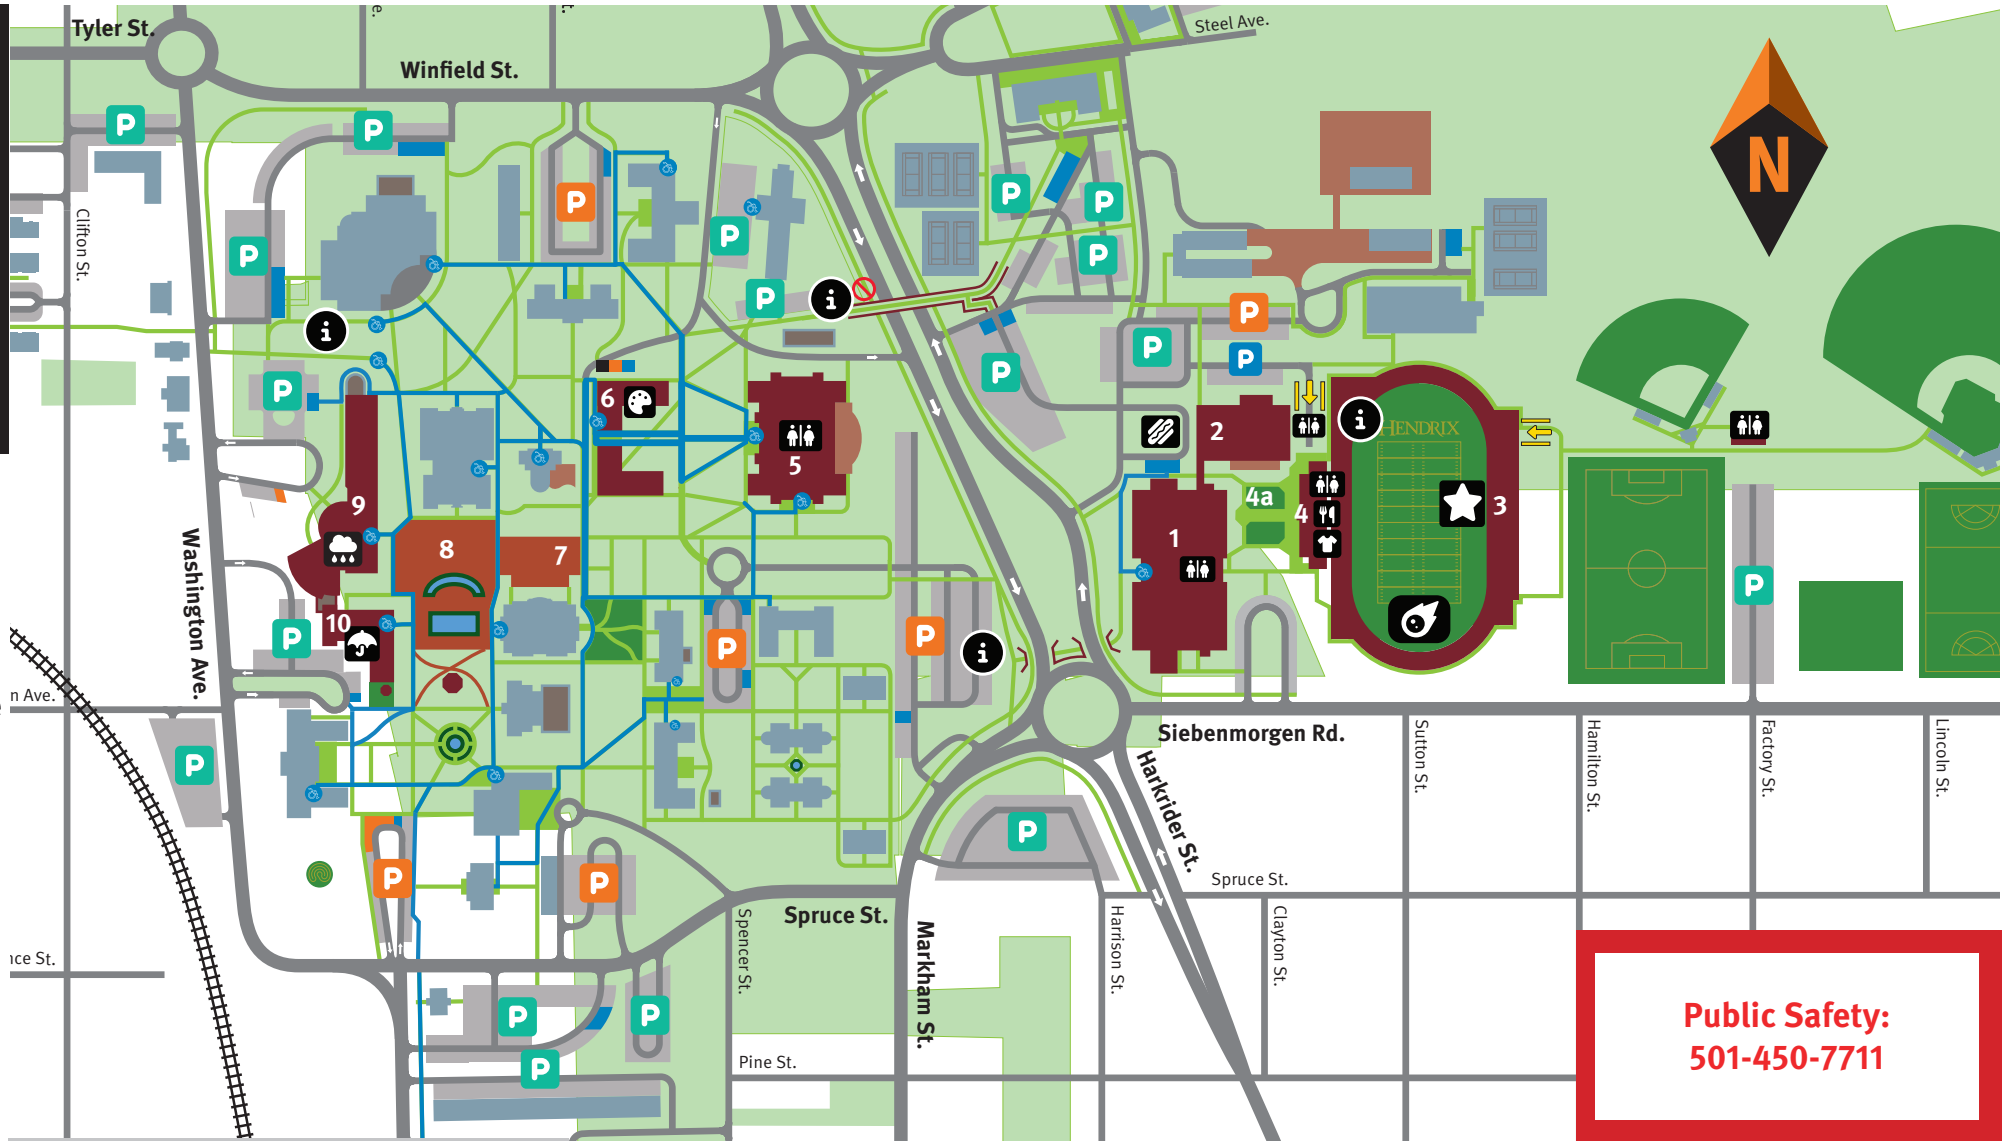 Tyler St.
Winfield St.
e.
t.
Steel Ave.
P
P
N
Clifton St.
P
P
P
P
P
P
P
P
i
i
P
P
P
P
P
P
6
2
i
HENDRIX
5
4a
4
3
9
1
8
7
Washington Ave.
10
P
P
P
P
i
P
n Ave.
Siebenmorgen Rd.
Sutton St.
Hamilton St.
Factory St.
Lincoln St.
P
Harkrider St.
P
P
P
Spruce St.
Spruce St.
Spencer St.
Markham St.
Harrison St.
Clayton St.
nce St.
P
P
P
Pine St.
Public Safety:
501-450-7711